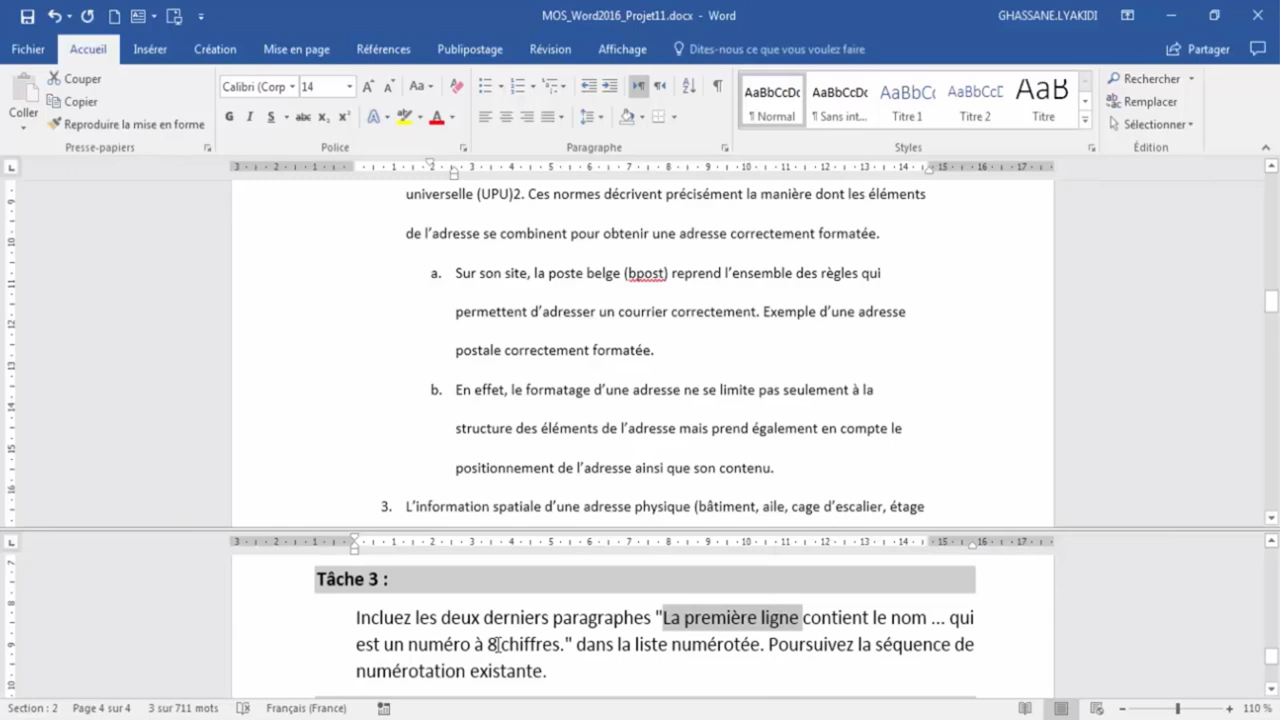 MOS_Word2016_Projet11.docx - Word
GHASSANE.LYAKIDI
Fichier Accueil Insérer Création Mise en page Références Publipostage Révision Affichage Dites-nous ce que vous voulez faire Partager
Coller
Couper
Copier
Reproduire la mise en forme
Presse-papiers
Calibri (Corp 14
Aa
G I S abc X₂ X²
Police
Paragraphe
AaBbCcDc AaBbCcDc AaBbCc AaBbCcC AaB
¶ Normal ¶ Sans int... Titre 1 Titre 2 Titre
Styles
Rechercher
Remplacer
Sélectionner
Édition
universelle (UPU)2. Ces normes décrivent précisément la manière dont les éléments
de l'adresse se combinent pour obtenir une adresse correctement formatée.
a. Sur son site, la poste belge (bpost) reprend l'ensemble des règles qui
permettent d'adresser un courrier correctement. Exemple d'une adresse
postale correctement formatée.
b. En effet, le formatage d'une adresse ne se limite pas seulement à la
structure des éléments de l'adresse mais prend également en compte le
positionnement de l'adresse ainsi que son contenu.
3. L'information spatiale d'une adresse physique (bâtiment, aile, cage d'escalier, étage
Tâche 3 :
Incluez les deux derniers paragraphes "La première ligne contient le nom ... qui
est un numéro à 8 chiffres." dans la liste numérotée. Poursuivez la séquence de
numérotation existante.
Section : 2 Page 4 sur 4 3 sur 711 mots Français (France) 110 %